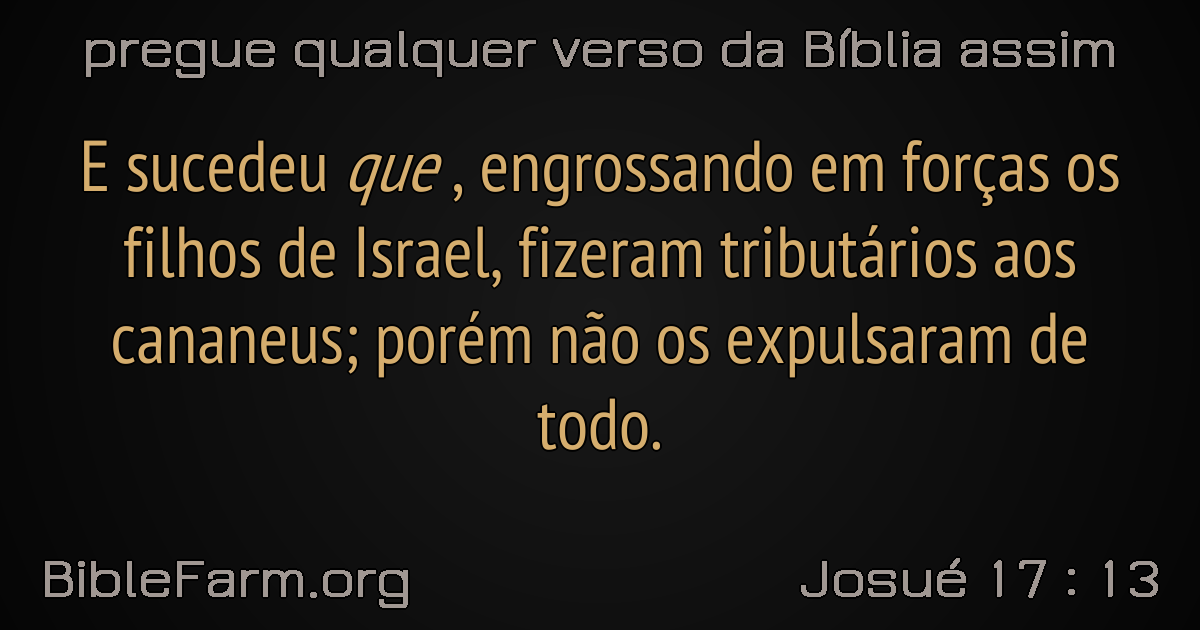 pregue qualquer verso da Bíblia assim
E sucedeu que , engrossando em forças os
filhos de Israel, fizeram tributários aos
cananeus; porém não os expulsaram de
todo.
BibleFarm.org
Josué 17 : 13